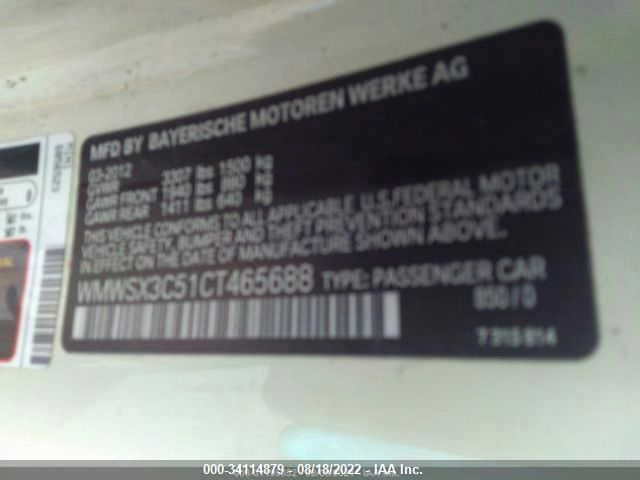 MFD BY BAYERISCHE MOTOREN WERKE AG
03-2012
GVWR 3307 lbs 1500 kg
GAWR FRONT 1940 lbs 880 kg
GAWR REAR 1411 lbs 640 kg
THIS VEHICLE CONFORMS TO ALL APPLICABLE U.S. FEDERAL MOTOR
VEHICLE SAFETY, BUMPER AND THEFT PREVENTION STANDARDS
IN EFFECT ON THE DATE OF MANUFACTURE SHOWN ABOVE.
WMWSX3C51CT465688 TYPE: PASSENGER CAR
850 / 0
7 315 814
000-34114879 - 08/18/2022 - IAA Inc.